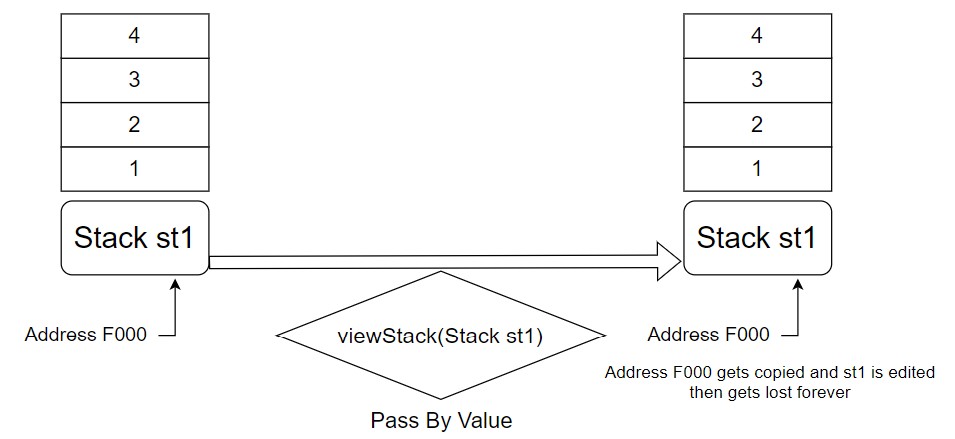 4
3
2
1
Stack st1
Address F000
viewStack(Stack st1)
Pass By Value
4
3
2
1
Stack st1
Address F000
Address F000 gets copied and st1 is edited
then gets lost forever